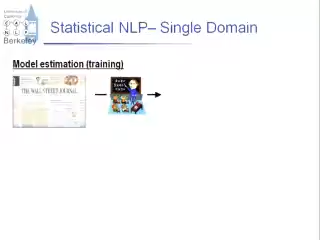 Statistical NLP– Single Domain
Berkeley
Model estimation (training)
THE WALL STREET JOURNAL.